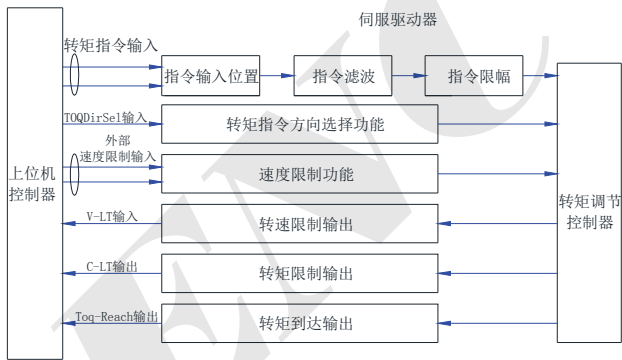 伺服驱动器
转矩指令输入
指令输入位置
指令滤波
指令限幅
TOQDirSel输入
转矩指令方向选择功能
外部
速度限制输入
速度限制功能
上位机
控制器
转矩调节
控制器
V-LT输入
转速限制输出
C-LT输出
转矩限制输出
Toq-Reach输出
转矩到达输出
ENC